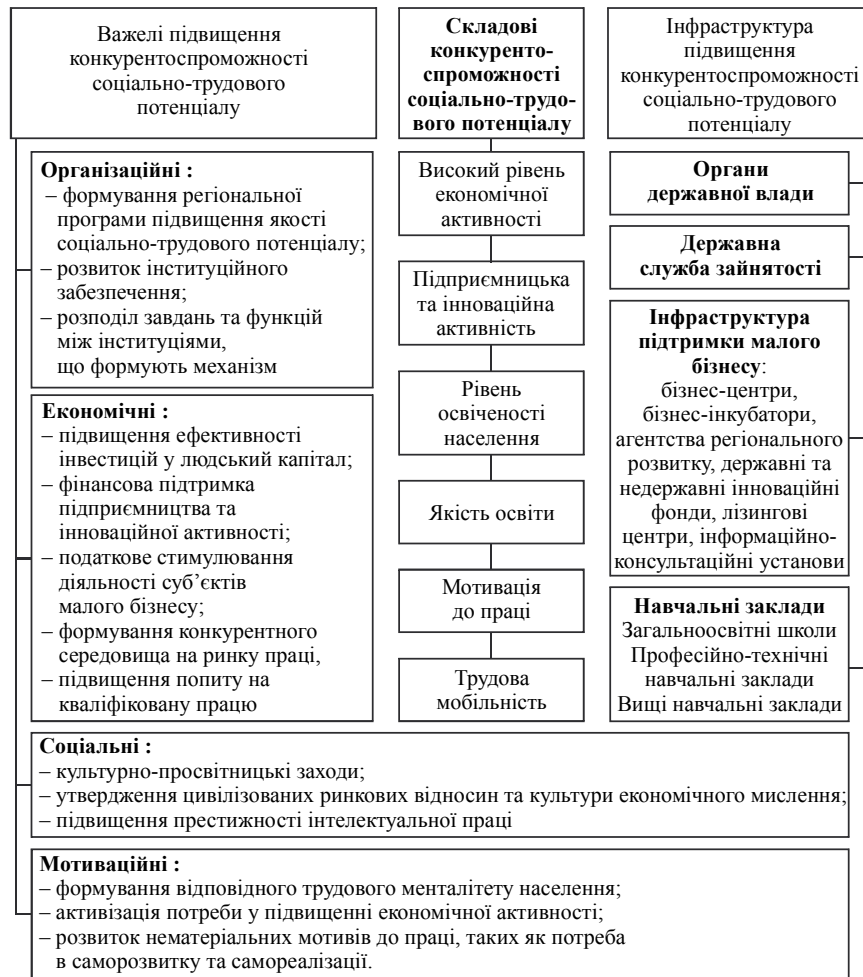 Важелі підвищення
конкурентоспроможності
соціально-трудового
потенціалу
Організаційні :
– формування регіональної
програми підвищення якості
соціально-трудового потенціалу;
– розвиток інституційного
забезпечення;
– розподіл завдань та функцій
між інституціями,
що формують механізм
Економічні :
– підвищення ефективності
інвестицій у людський капітал;
– фінансова підтримка
підприємництва та
інноваційної активності;
– податкове стимулювання
діяльності суб’єктів
малого бізнесу;
– формування конкурентного
середовища на ринку праці,
– підвищення попиту на
кваліфіковану працю
Складові
конкуренто-
спроможності
соціально-трудо-
вого потенціалу
Високий рівень
економічної
активності
Підприємницька
та інноваційна
активність
Рівень
освіченості
населення
Якість освіти
Мотивація
до праці
Трудова
мобільність
Інфраструктура
підвищення
конкурентоспроможності
соціально-трудового
потенціалу
Органи
державної влади
Державна
служба зайнятості
Інфраструктура
підтримки малого
бізнесу:
бізнес-центри,
бізнес-інкубатори,
агентства регіонального
розвитку, державні та
недержавні інноваційні
фонди, лізингові
центри, інформаційно-
консультаційні установи
Навчальні заклади
Загальноосвітні школи
Професійно-технічні
навчальні заклади
Вищі навчальні заклади
Соціальні :
– культурно-просвітницькі заходи;
– утвердження цивілізованих ринкових відносин та культури економічного мислення;
– підвищення престижності інтелектуальної праці
Мотиваційні :
– формування відповідного трудового менталітету населення;
– активізація потреби у підвищенні економічної активності;
– розвиток нематеріальних мотивів до праці, таких як потреба
в саморозвитку та самореалізації.